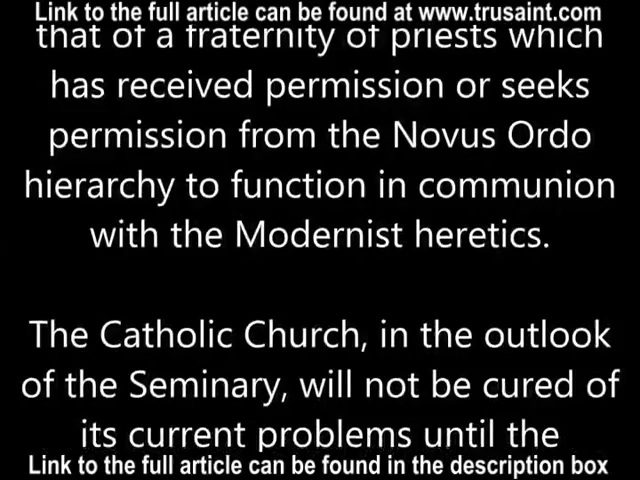 Link to the full article can be found at www.trusaint.com
that of a fraternity of priests which
has received permission or seeks
permission from the Novus Ordo
hierarchy to function in communion
with the Modernist heretics.
The Catholic Church, in the outlook
of the Seminary, will not be cured of
its current problems until the
Link to the full article can be found in the description box